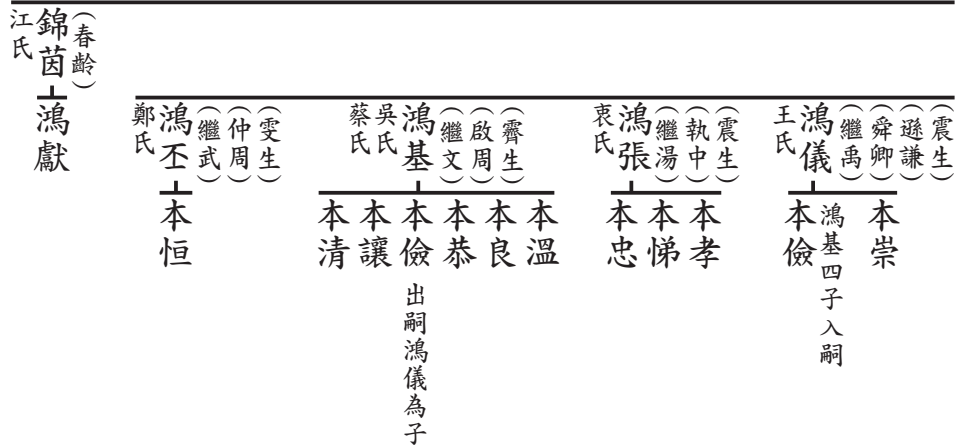 （震生）
（遜謙）
（舜卿）
（繼禹）
鴻儀
王氏
本崇
本儉
鴻基四子入嗣
（震生）
（執中）
（繼湯）
鴻張
衷氏
本孝
本悌
本忠
（霽生）
（啟周）
（繼文）
鴻基
吳氏
蔡氏
本溫
本良
本恭
本儉
出嗣鴻儀為子
本讓
本清
（雯生）
（仲周）
（繼武）
鴻丕
鄭氏
本恒
（春齡）
錦茵
江氏
鴻獻